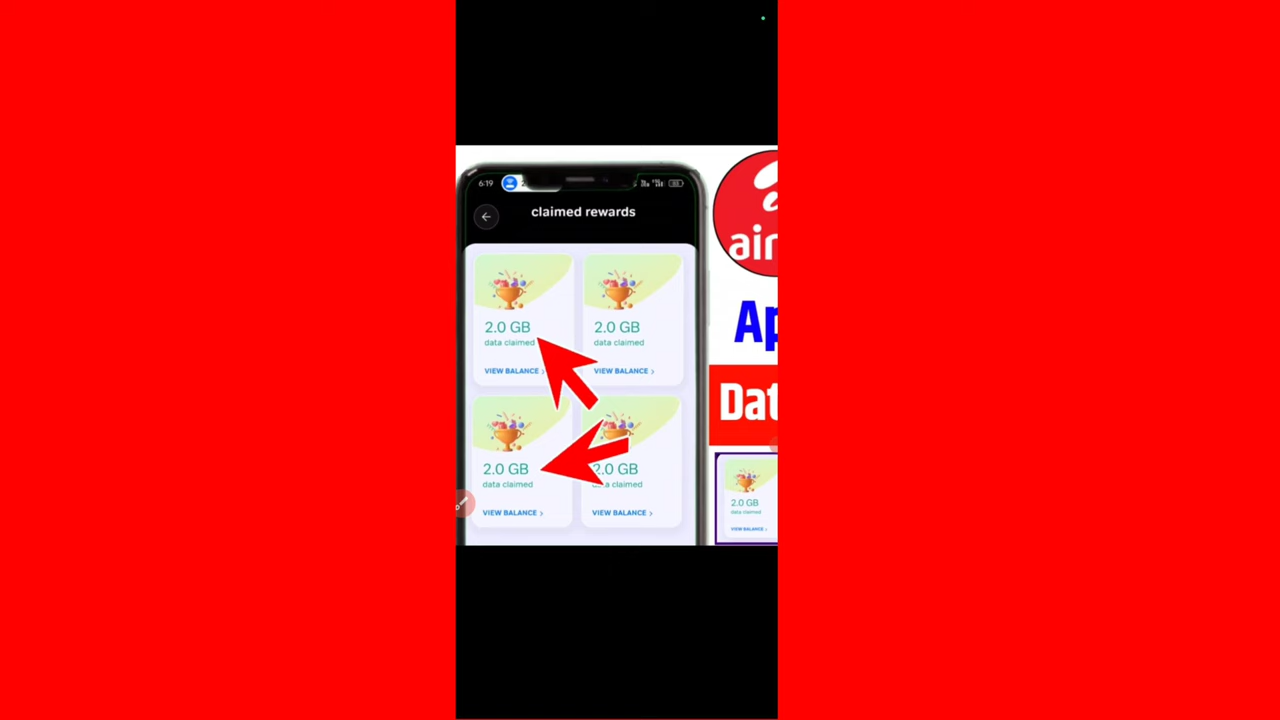 6:19
claimed rewards
2.0 GB
data claimed
VIEW BALANCE >
2.0 GB
data claimed
VIEW BALANCE >
2.0 GB
data claimed
VIEW BALANCE >
2.0 GB
data claimed
VIEW BALANCE >
air
Ap
Dat
2.0 GB
data claimed
VIEW BALANCE >